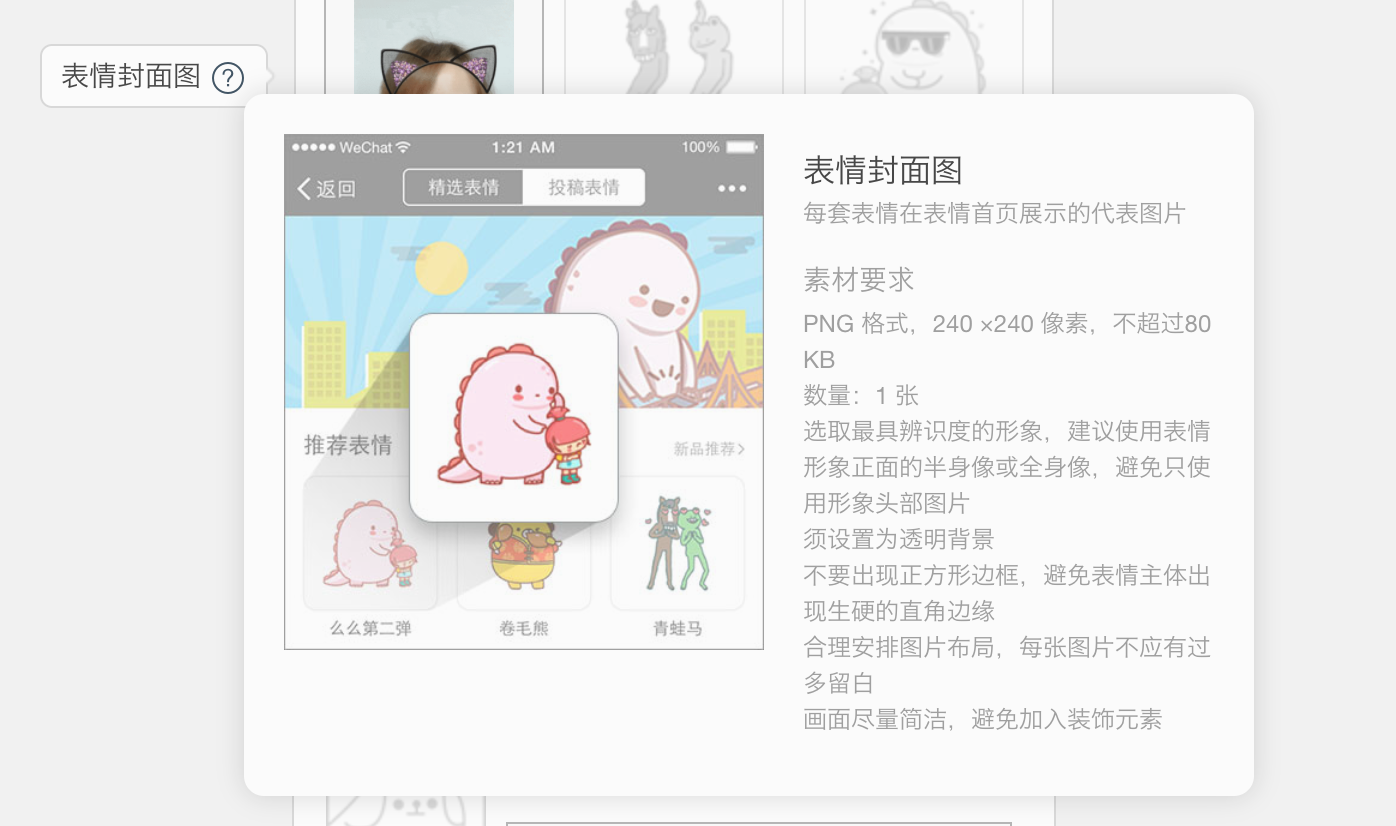 表情封面图 ?
WeChat 1:21 AM 100%
返回 精选表情 投稿表情
推荐表情 新品推荐
么么第二弹 卷毛熊 青蛙马
表情封面图
每套表情在表情首页展示的代表图片
素材要求
PNG 格式，240 ×240 像素，不超过80
KB
数量：1 张
选取最具辨识度的形象，建议使用表情
形象正面的半身像或全身像，避免只使
用形象头部图片
须设置为透明背景
不要出现正方形边框，避免表情主体出
现生硬的直角边缘
合理安排图片布局，每张图片不应有过
多留白
画面尽量简洁，避免加入装饰元素